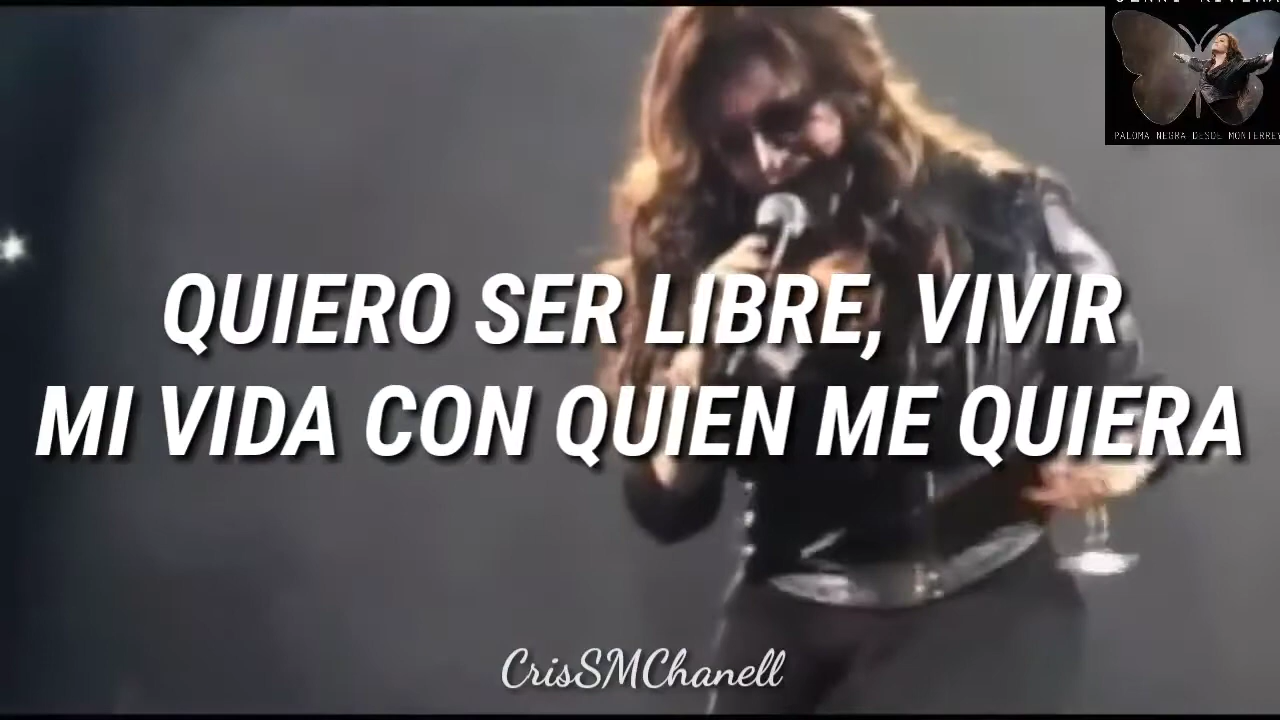 PALOMA NEGRA DESDE MONTERREY
QUIERO SER LIBRE, VIVIR
MI VIDA CON QUIEN ME QUIERA
CrisSMChanell